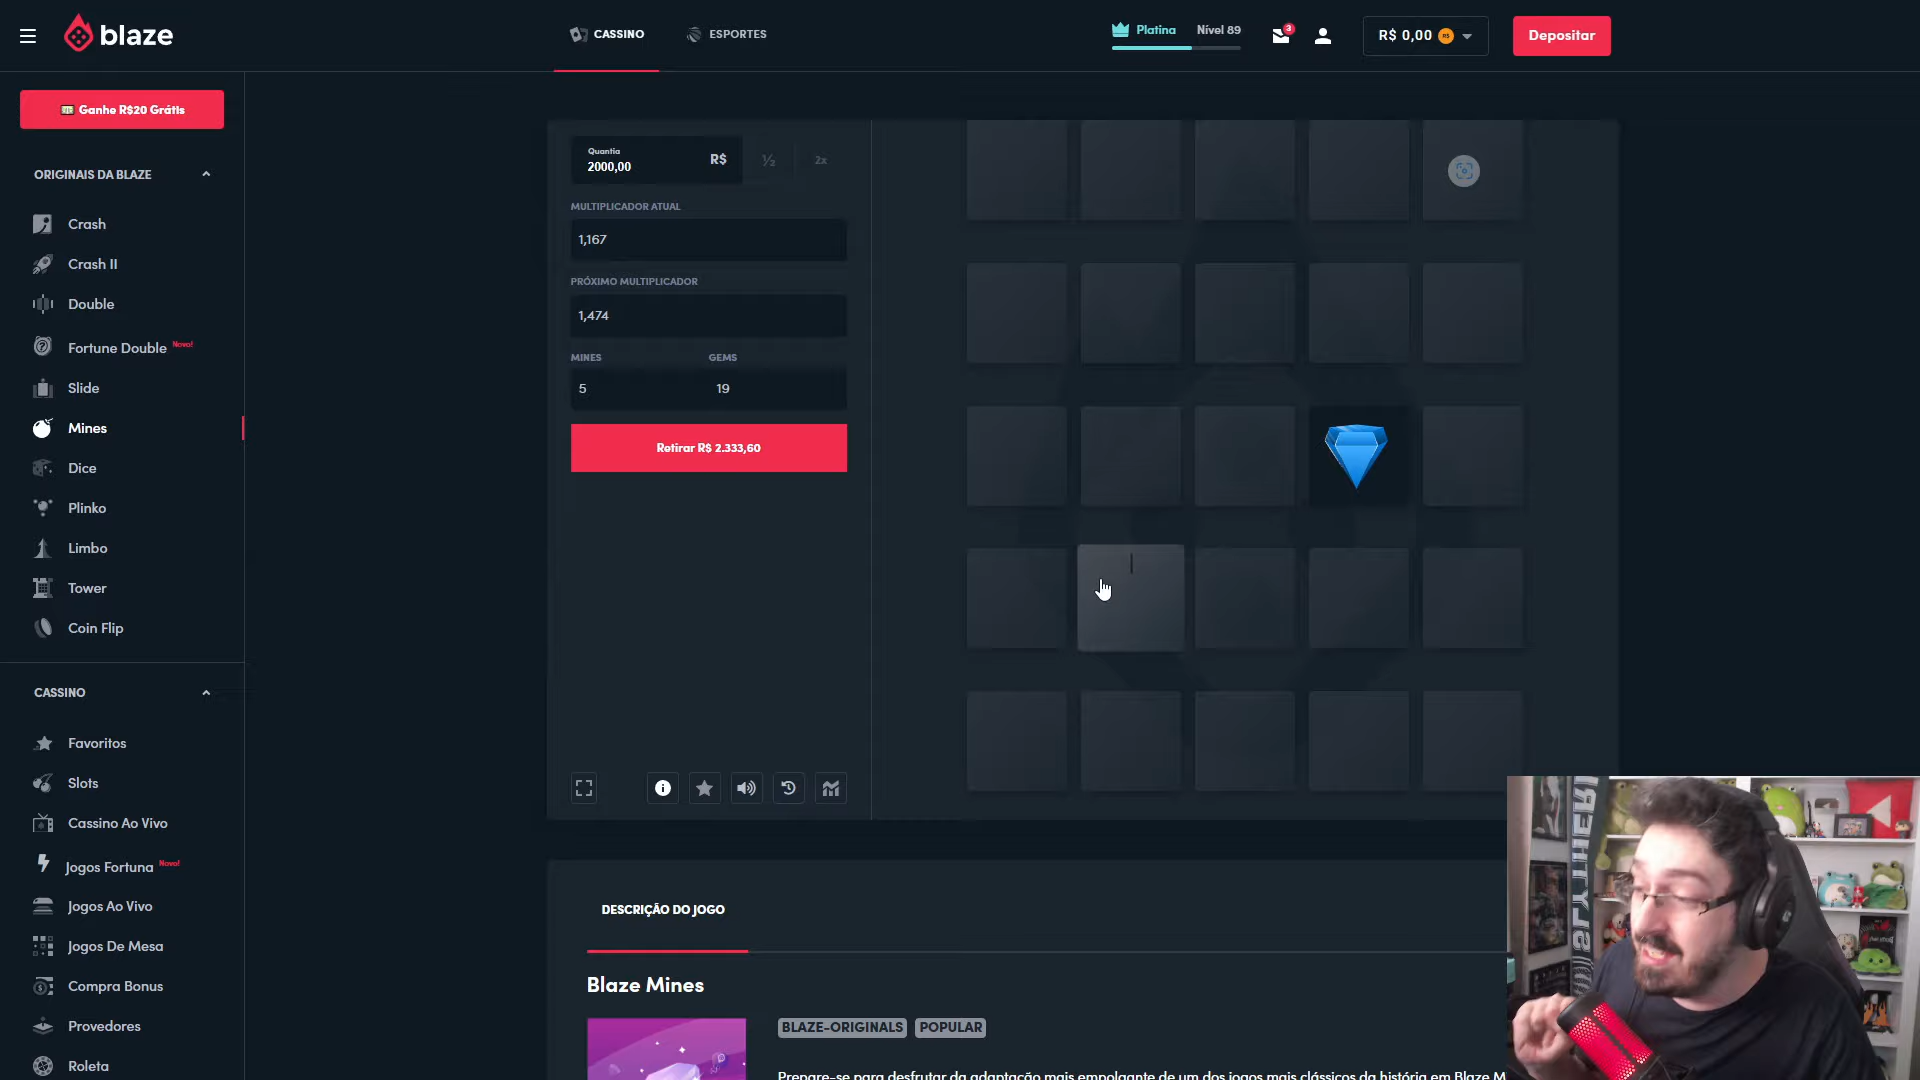 blaze
CASSINO
ESPORTES
Platina
Nível 89
3
R$ 0,00
R$
Depositar
Ganhe R$20 Grátis
ORIGINAIS DA BLAZE
Crash
Crash II
Double
Fortune Double Novo!
Slide
Mines
Dice
Plinko
Limbo
Tower
Coin Flip
CASSINO
Favoritos
Slots
Cassino Ao Vivo
Jogos Fortuna Novo!
Jogos Ao Vivo
Jogos De Mesa
Compra Bonus
Provedores
Roleta
Quantia
2000,00
R$
½
2x
MULTIPLICADOR ATUAL
1,167
PRÓXIMO MULTIPLICADOR
1,474
MINES GEMS
5 19
Retirar R$ 2.333,60
DESCRIÇÃO DO JOGO
Blaze Mines
BLAZE-ORIGINALS POPULAR
Prepare-se para desfrutar da adaptação mais empolgante de um dos jogos mais clássicos da história em Blaze M
SLYTHERI